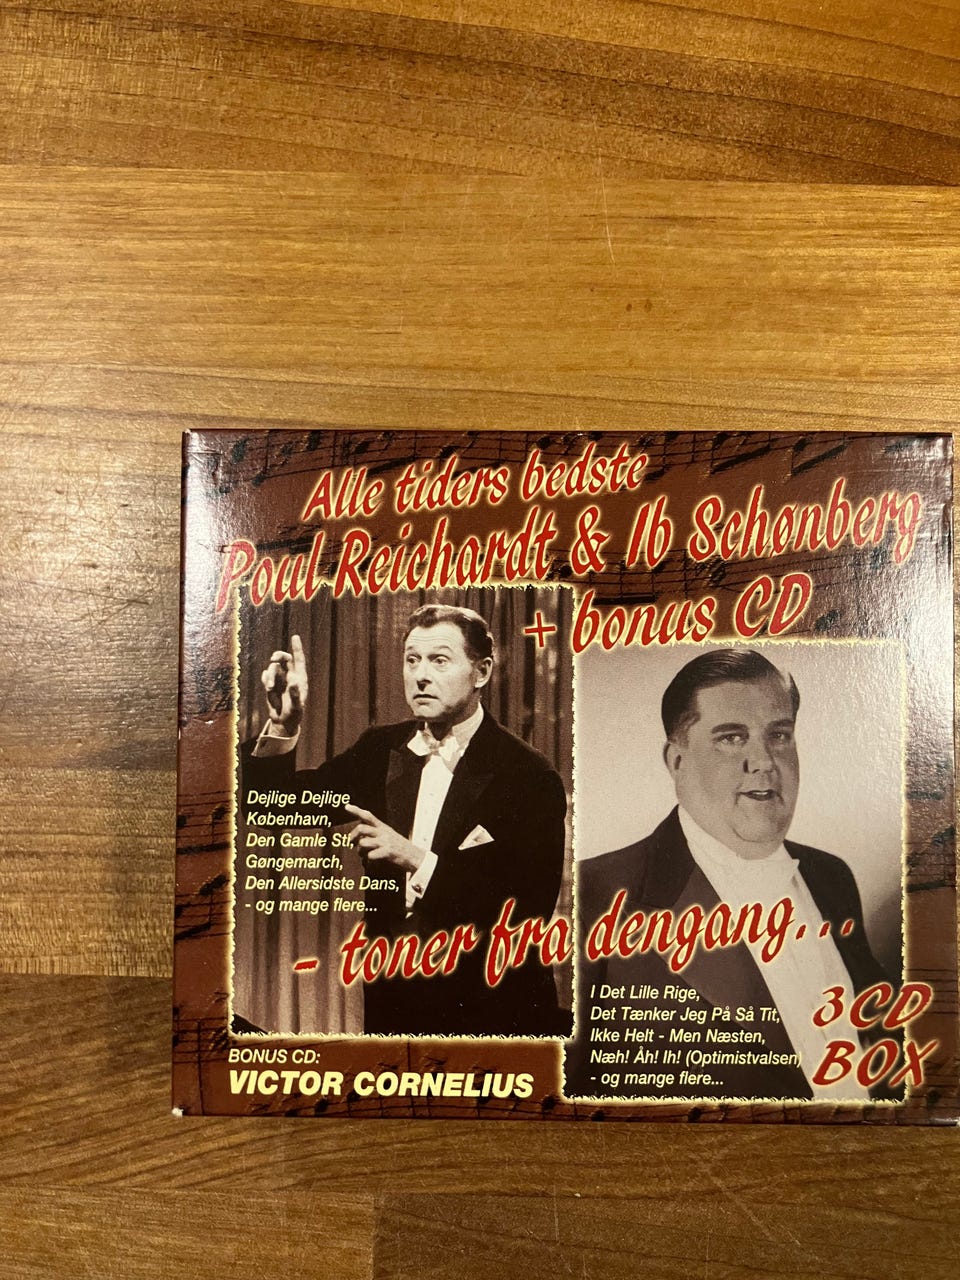 Alle tiders bedste
Poul Reichardt & Ib Schønberg
+ bonus CD
Dejlige Dejlige
København,
Den Gamle Sti,
Gøngemarch,
Den Allersidste Dans,
- og mange flere...
- toner fra dengang...
I Det Lille Rige,
Det Tænker Jeg På Så Tit,
Ikke Helt - Men Næsten,
Næh! Åh! Ih! (Optimistvalsen)
- og mange flere...
3 CD
BOX
BONUS CD:
VICTOR CORNELIUS